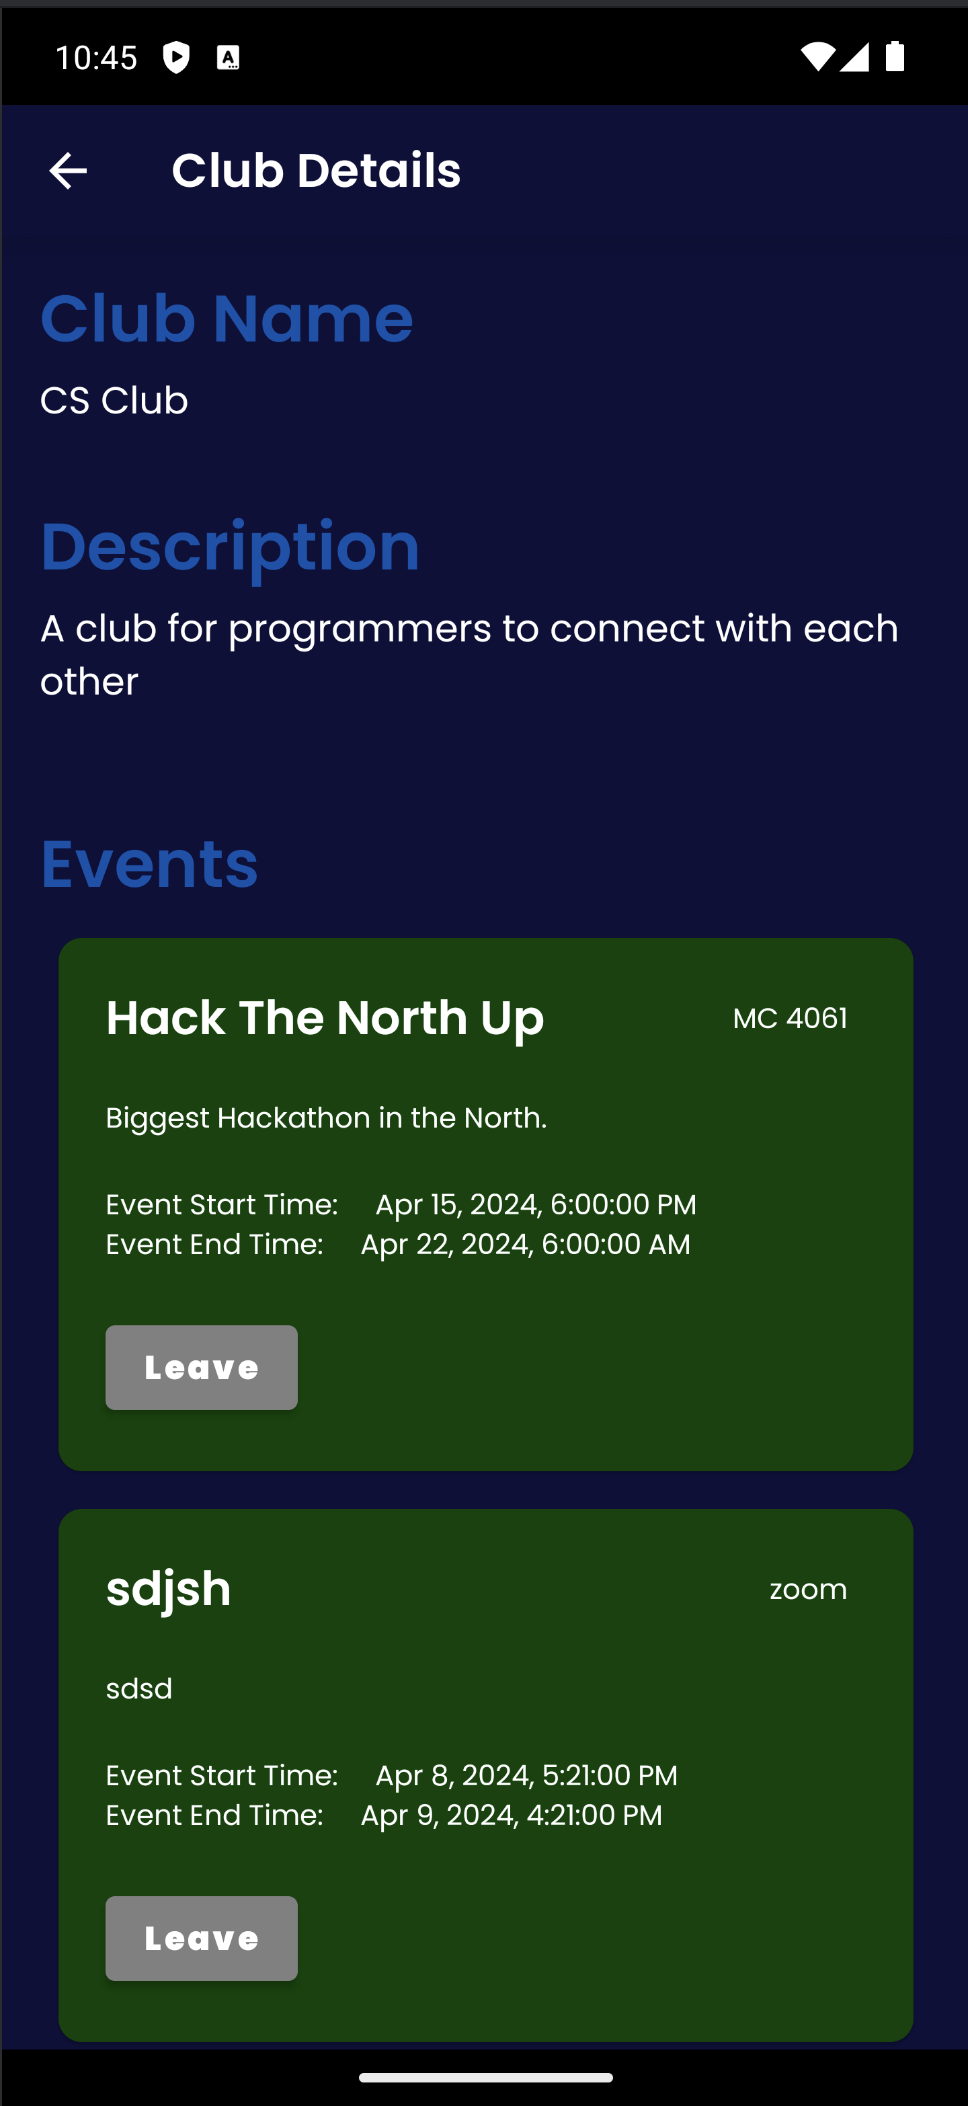 10:45
Club Details
Club Name
CS Club
Description
A club for programmers to connect with each
other
Events
Hack The North Up MC 4061
Biggest Hackathon in the North.
Event Start Time: Apr 15, 2024, 6:00:00 PM
Event End Time: Apr 22, 2024, 6:00:00 AM
Leave
sdjsh zoom
sdsd
Event Start Time: Apr 8, 2024, 5:21:00 PM
Event End Time: Apr 9, 2024, 4:21:00 PM
Leave